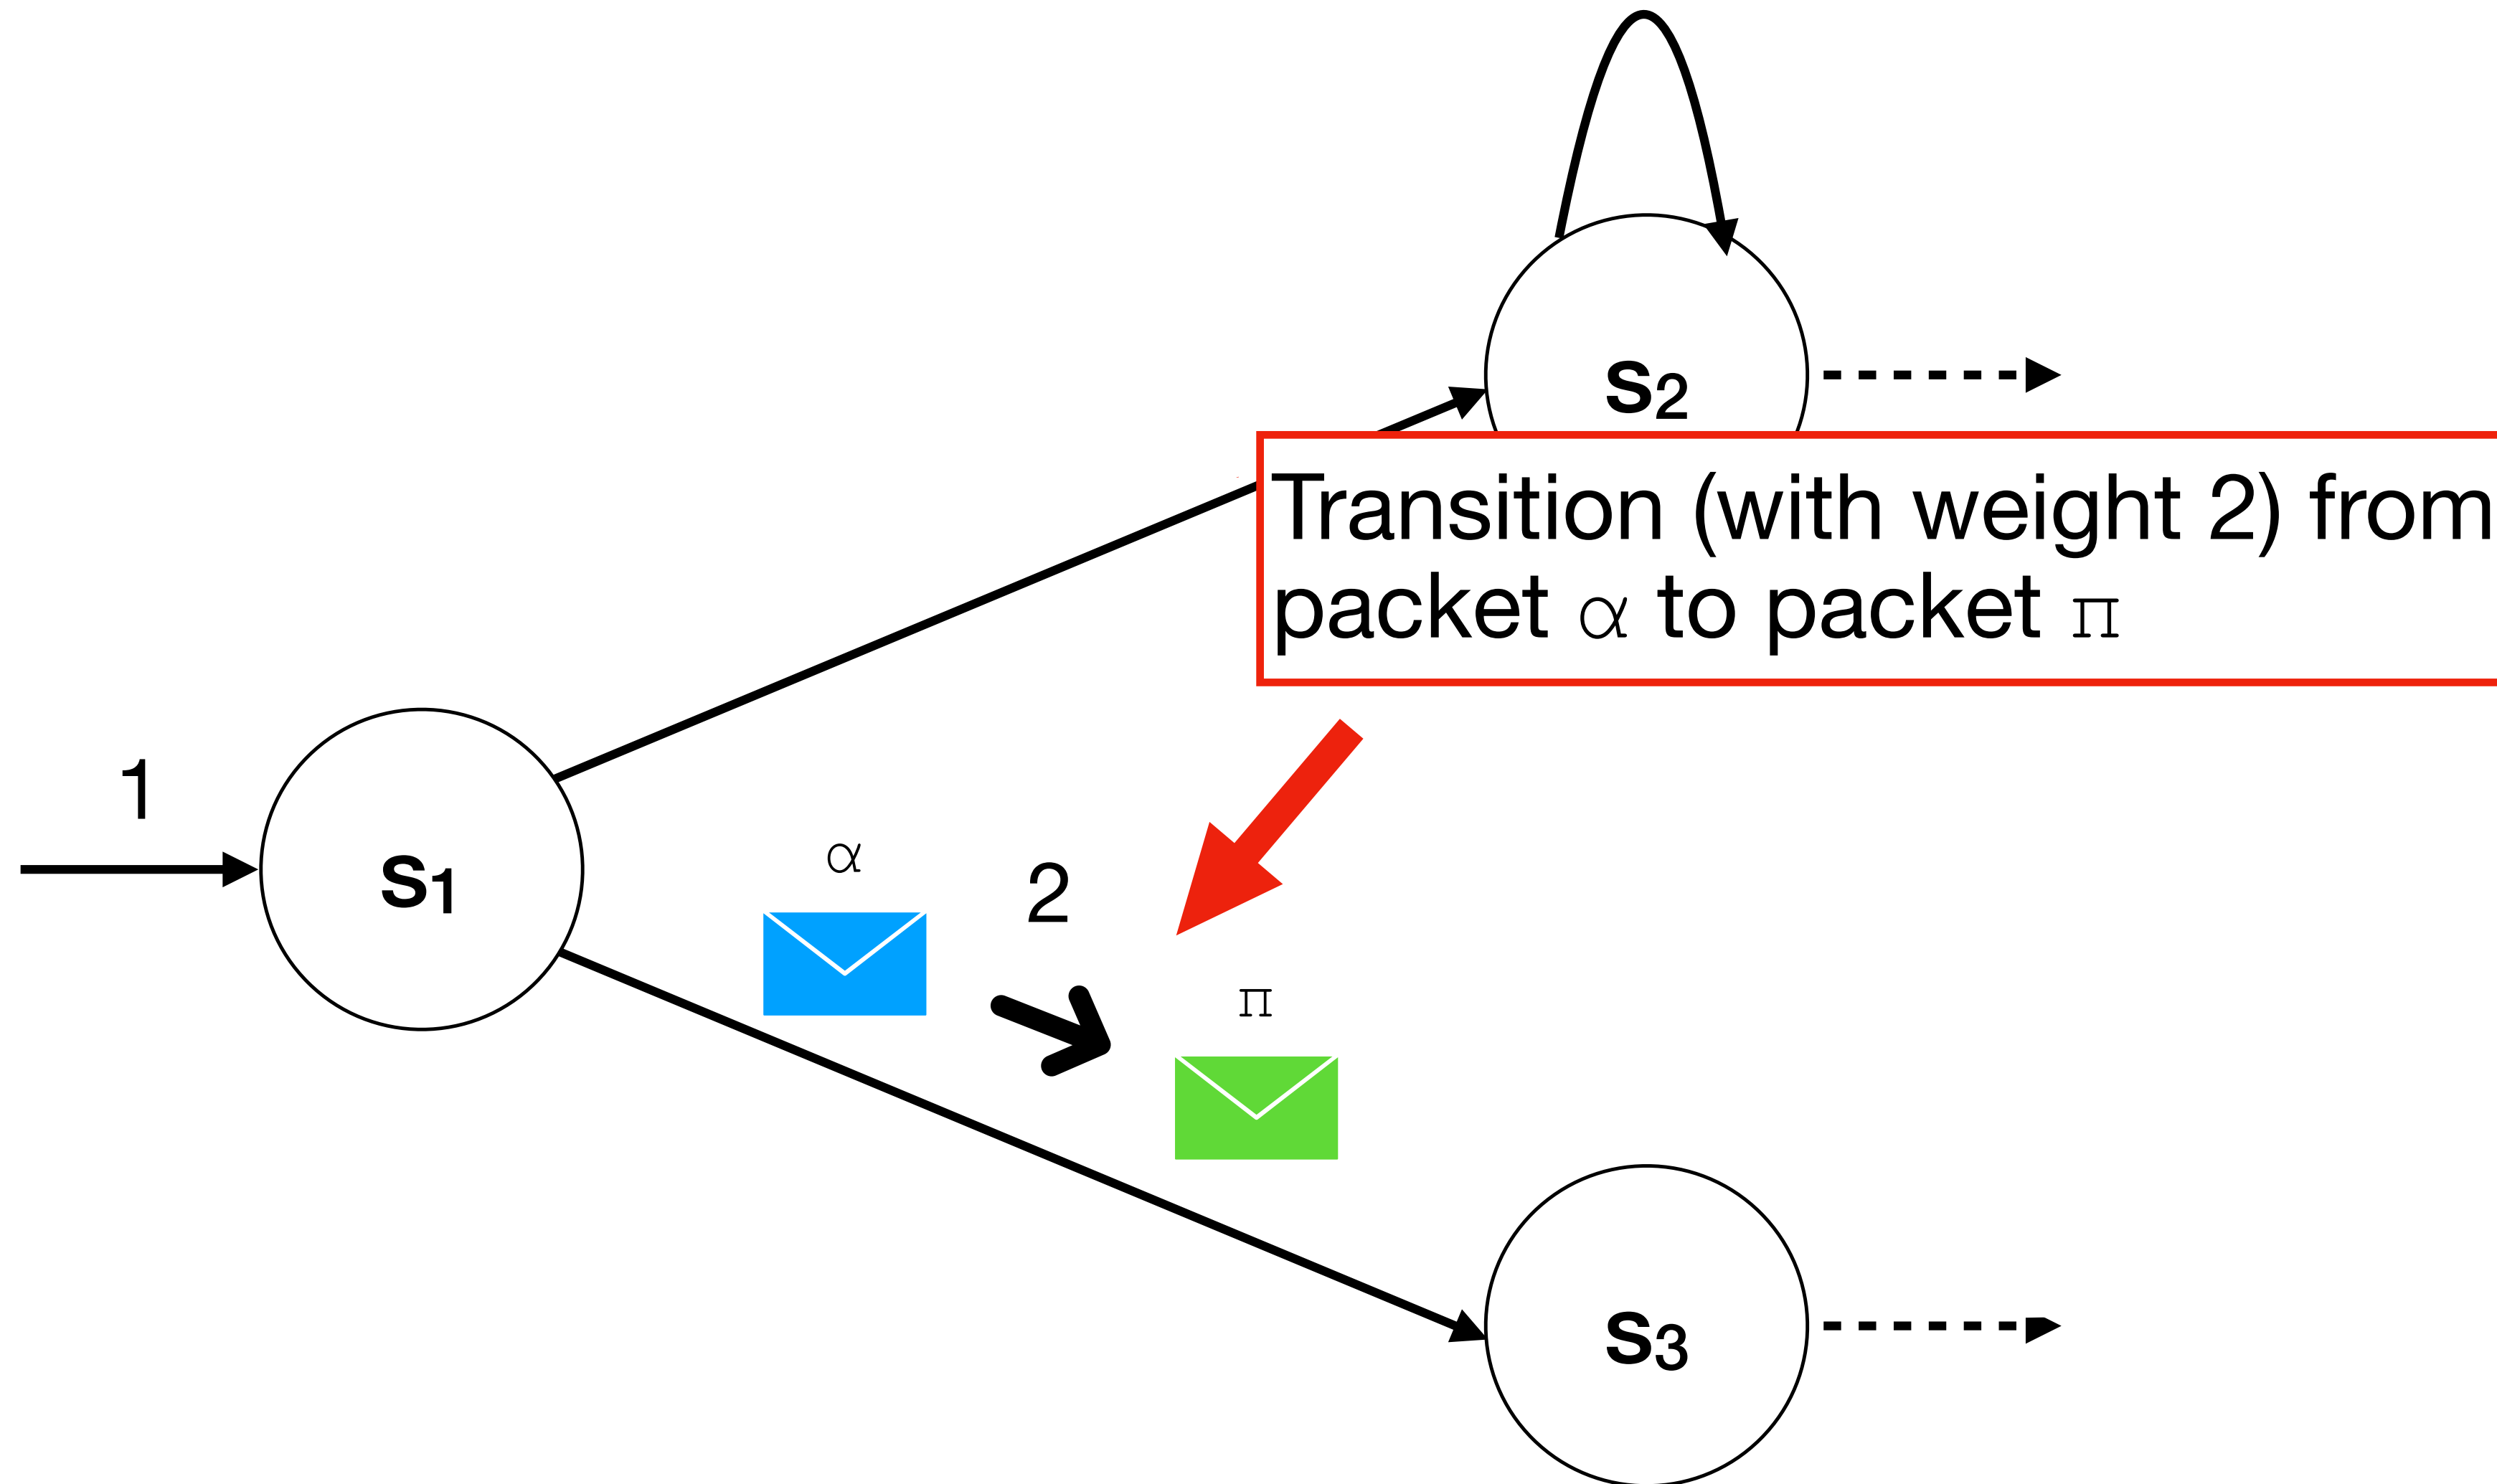 s₂
Transition (with weight 2) from
packet α to packet π
1
s₁
α
2
π
s₃